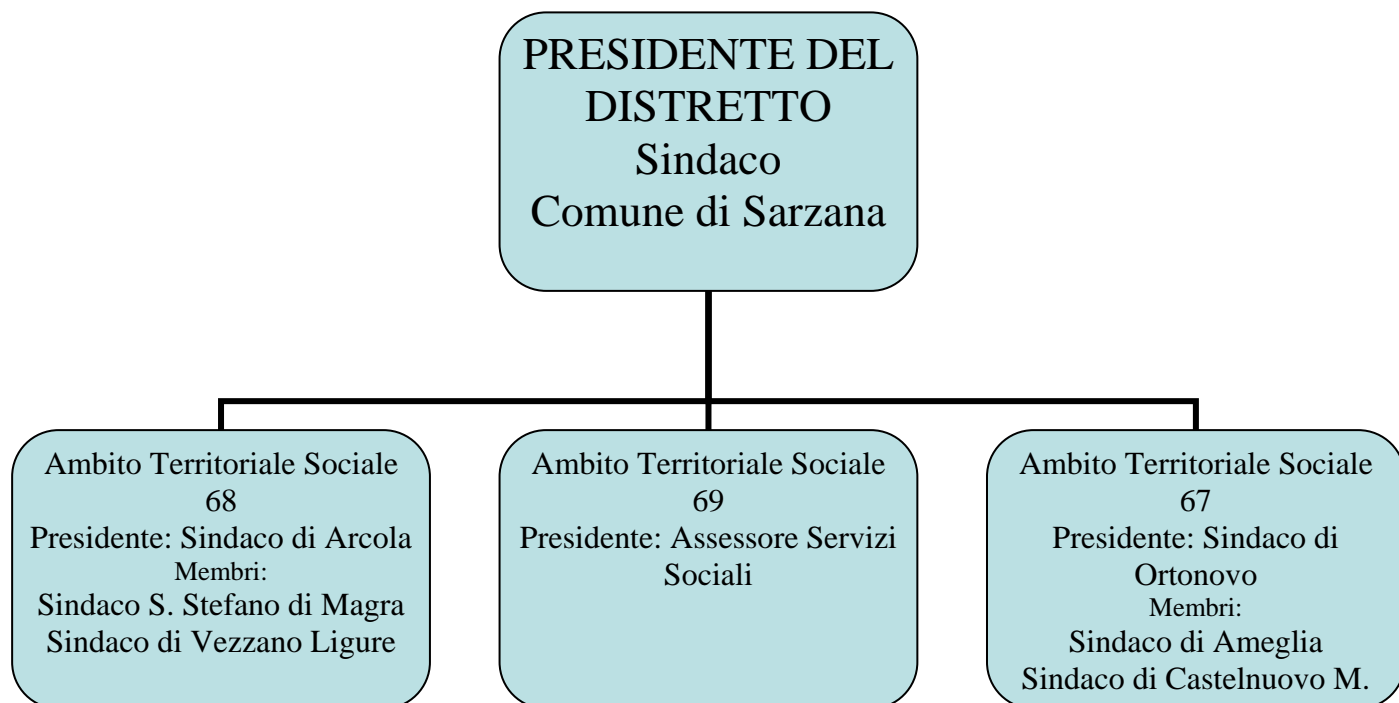 PRESIDENTE DEL
DISTRETTO
Sindaco
Comune di Sarzana
Ambito Territoriale Sociale
68
Presidente: Sindaco di Arcola
Membri:
Sindaco S. Stefano di Magra
Sindaco di Vezzano Ligure
Ambito Territoriale Sociale
69
Presidente: Assessore Servizi
Sociali
Ambito Territoriale Sociale
67
Presidente: Sindaco di
Ortonovo
Membri:
Sindaco di Ameglia
Sindaco di Castelnuovo M.